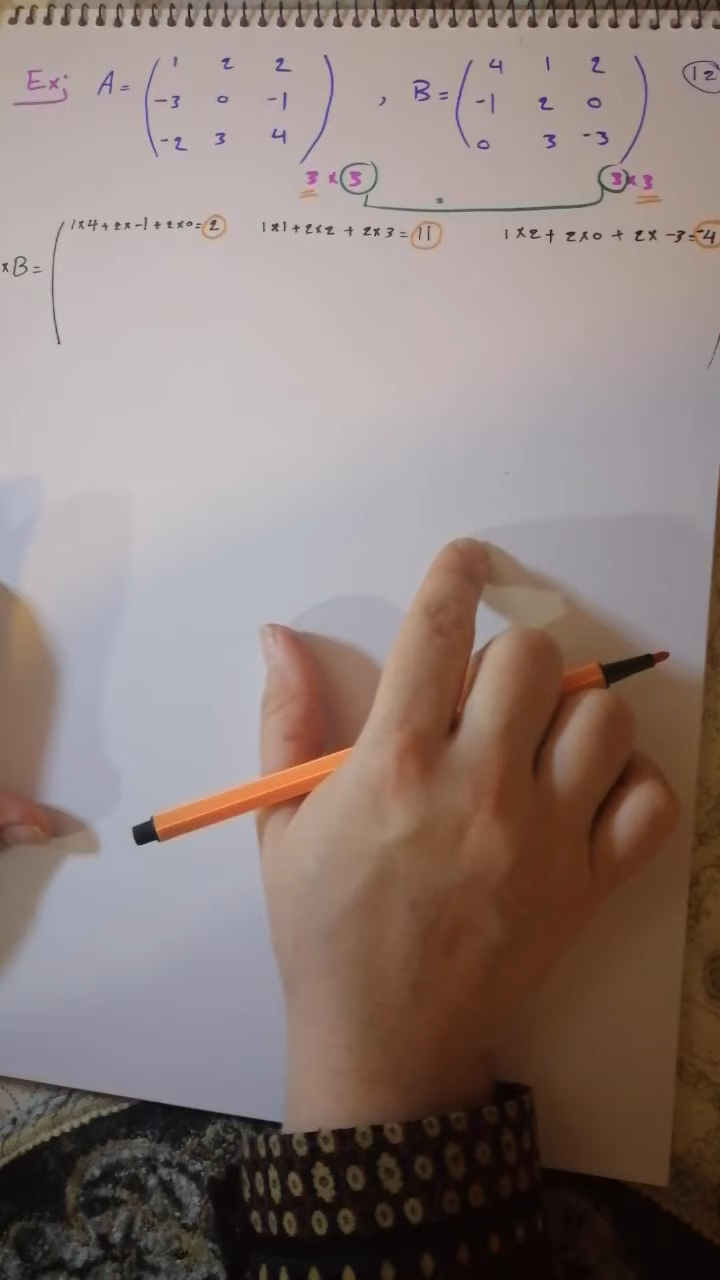 Ex; A = ( 1 2 2 ) , B = ( 4 1 2 ) 12
-3 0 -1 -1 2 0
-2 3 4 0 3 -3
3 × 3 = 3 × 3
1×4+2×-1+2×0=2 1×1+2×2+2×3=11 1×2+2×0+2×-3=-4
×B=(